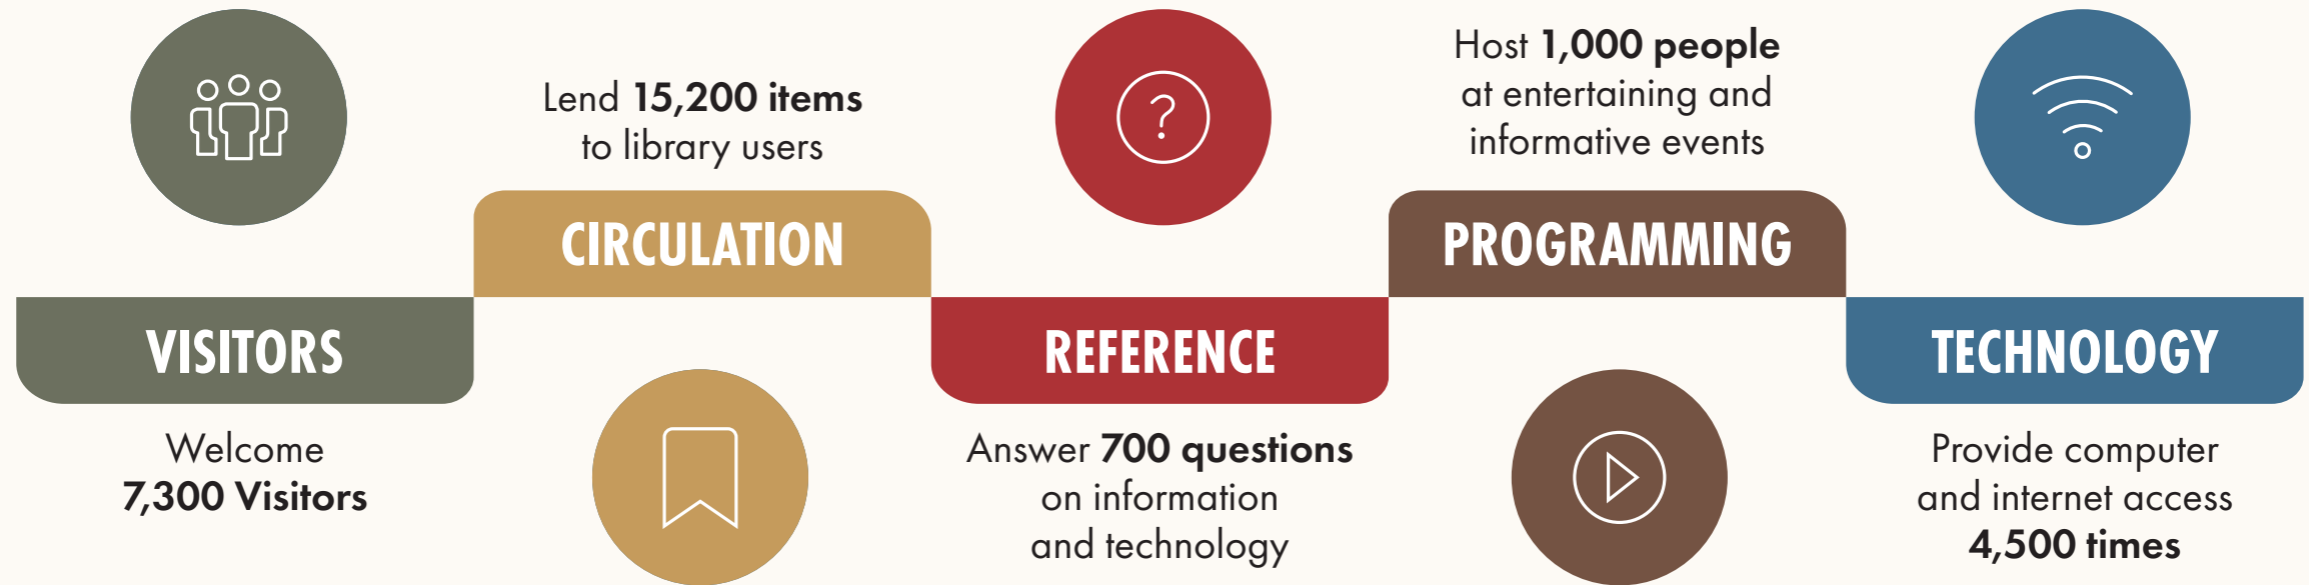 VISITORS
Welcome
7,300 Visitors
Lend 15,200 items
to library users
CIRCULATION
?
REFERENCE
Answer 700 questions
on information
and technology
Host 1,000 people
at entertaining and
informative events
PROGRAMMING
TECHNOLOGY
Provide computer
and internet access
4,500 times